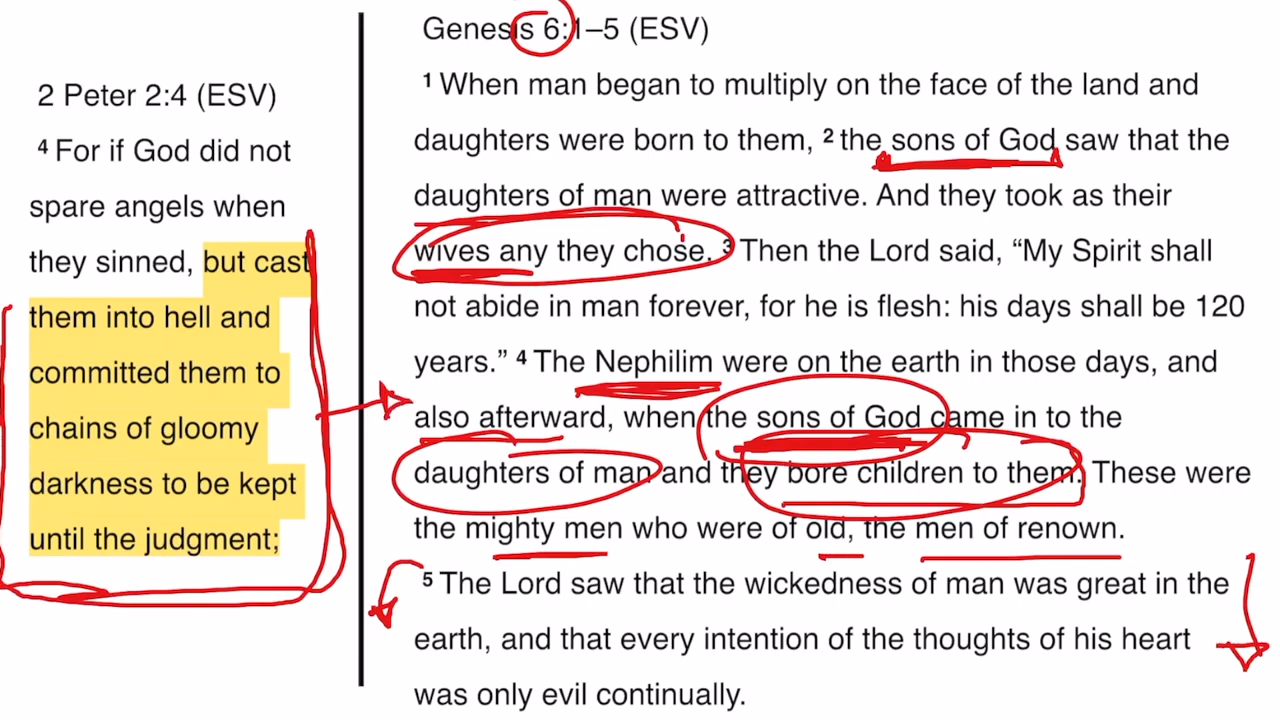 2 Peter 2:4 (ESV)
4 For if God did not
spare angels when
they sinned, but cast
them into hell and
committed them to
chains of gloomy
darkness to be kept
until the judgment;
Genesis 6:1–5 (ESV)
1 When man began to multiply on the face of the land and
daughters were born to them, 2 the sons of God saw that the
daughters of man were attractive. And they took as their
wives any they chose. 3 Then the Lord said, “My Spirit shall
not abide in man forever, for he is flesh: his days shall be 120
years.” 4 The Nephilim were on the earth in those days, and
also afterward, when the sons of God came in to the
daughters of man and they bore children to them. These were
the mighty men who were of old, the men of renown.
5 The Lord saw that the wickedness of man was great in the
earth, and that every intention of the thoughts of his heart
was only evil continually.